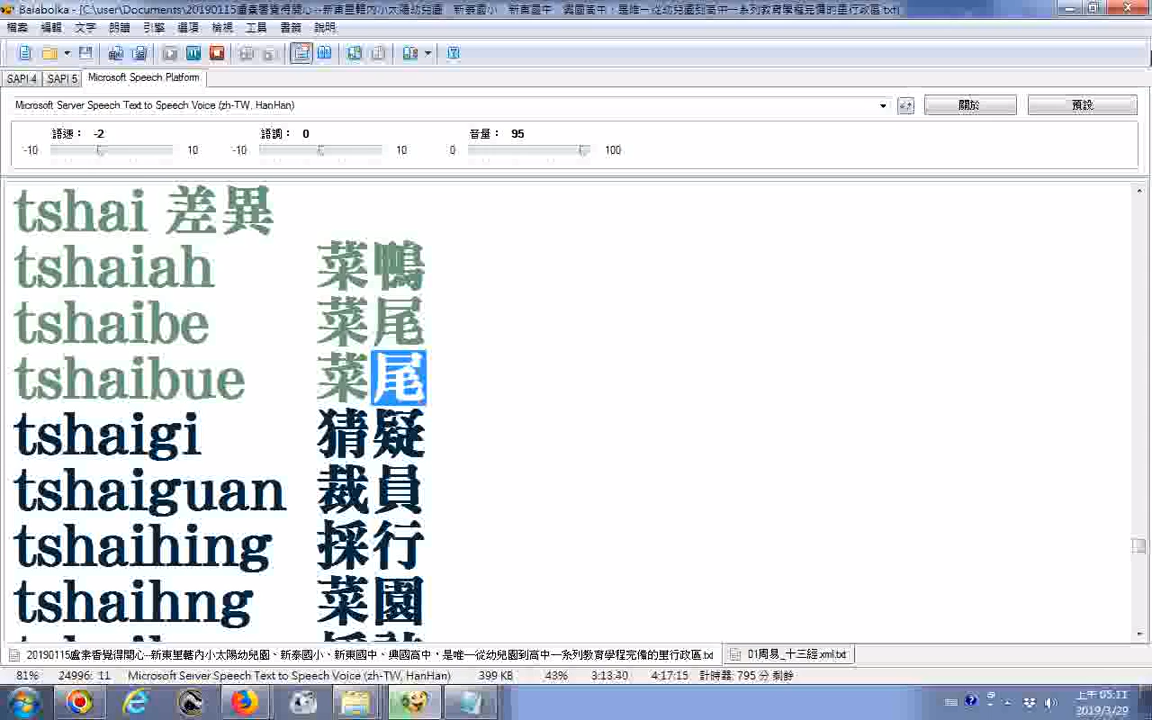 Balabolka - [C:\user\Documents\20190115盧素香覺得開心--新東里轄內小太陽幼兒園、新泰國小、新東國中、興國高中，是唯一從幼兒園到高中一系列教育學程完備的里行政區.txt]
檔案 編輯 文字 朗讀 引擎 選項 檢視 工具 書籤 說明
SAPI 4 SAPI 5 Microsoft Speech Platform
Microsoft Server Speech Text to Speech Voice (zh-TW, HanHan) 關於 預設
語速： -2 語調： 0 音量： 95
-10 10 -10 10 0 100
tshai 差異
tshaiah 菜鴨
tshaibe 菜尾
tshaibue 菜尾
tshaigi 猜疑
tshaiguan 裁員
tshaihing 採行
tshaihng 菜園
20190115盧素香覺得開心--新東里轄內小太陽幼兒園、新泰國小、新東國中、興國高中，是唯一從幼兒園到高中一系列教育學程完備的里行政區.txt 01周易_十三經.xml.txt
81% 24996: 11 Microsoft Server Speech Text to Speech Voice (zh-TW, HanHan) 399 KB 43% 3:13:40 4:17:15 計時器: 795 分 剩餘
上午 05:11
2019/3/29